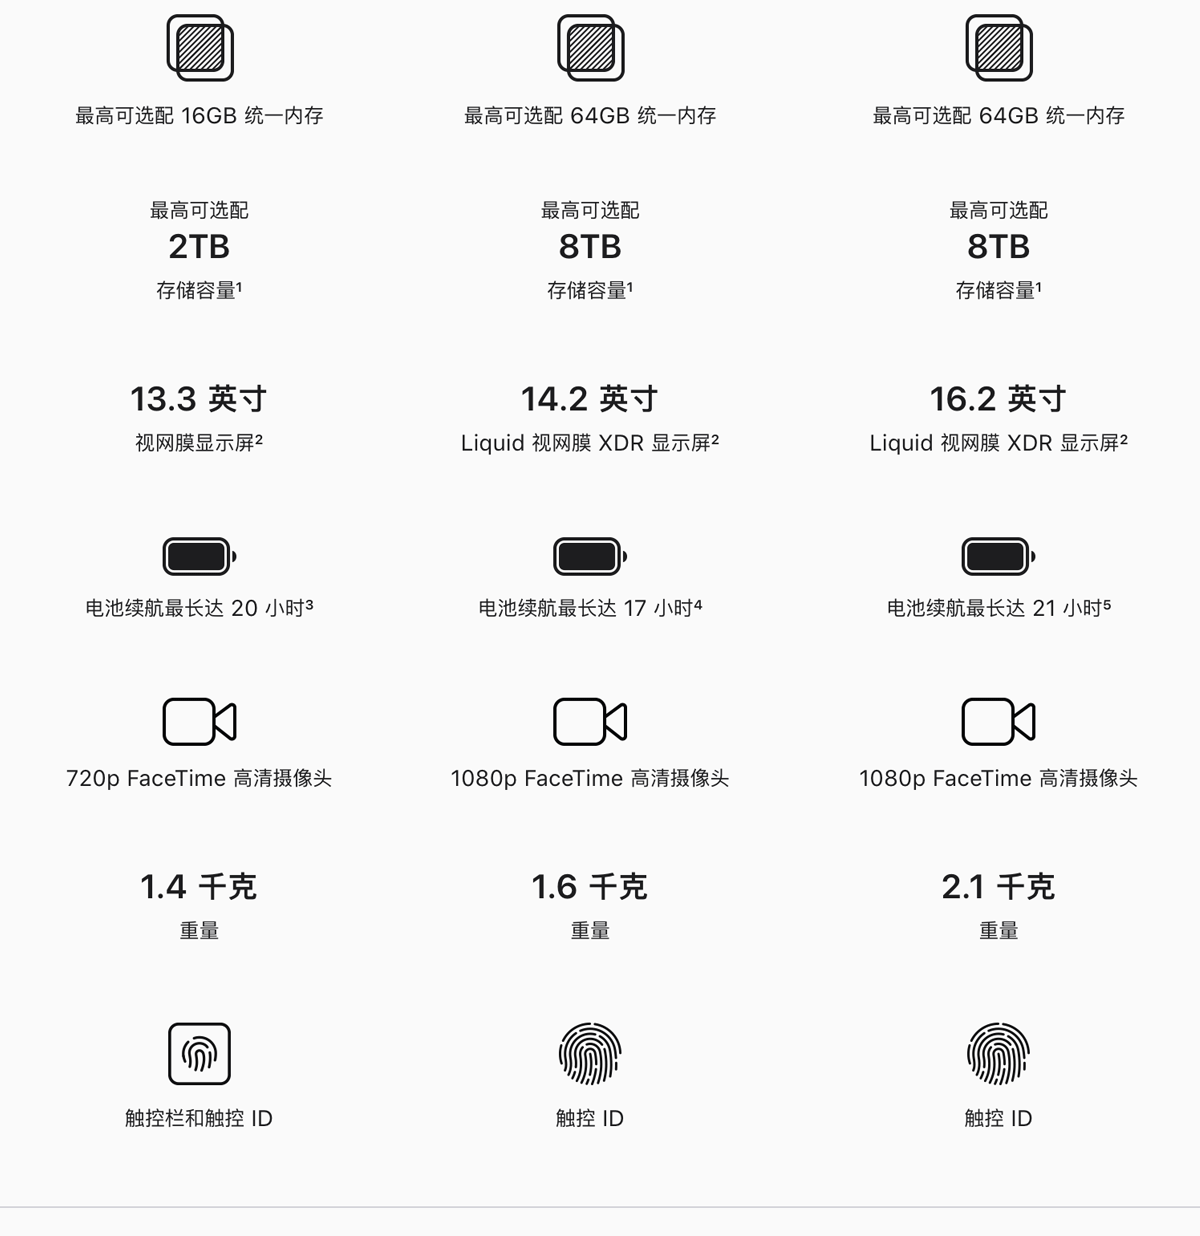 最高可选配 16GB 统一内存
最高可选配 64GB 统一内存
最高可选配 64GB 统一内存
最高可选配
最高可选配
最高可选配
2TB
8TB
8TB
存储容量¹
存储容量¹
存储容量¹
13.3 英寸
14.2 英寸
16.2 英寸
视网膜显示屏²
Liquid 视网膜 XDR 显示屏²
Liquid 视网膜 XDR 显示屏²
电池续航最长达 20 小时³
电池续航最长达 17 小时⁴
电池续航最长达 21 小时⁵
720p FaceTime 高清摄像头
1080p FaceTime 高清摄像头
1080p FaceTime 高清摄像头
1.4 千克
1.6 千克
2.1 千克
重量
重量
重量
触控栏和触控 ID
触控 ID
触控 ID